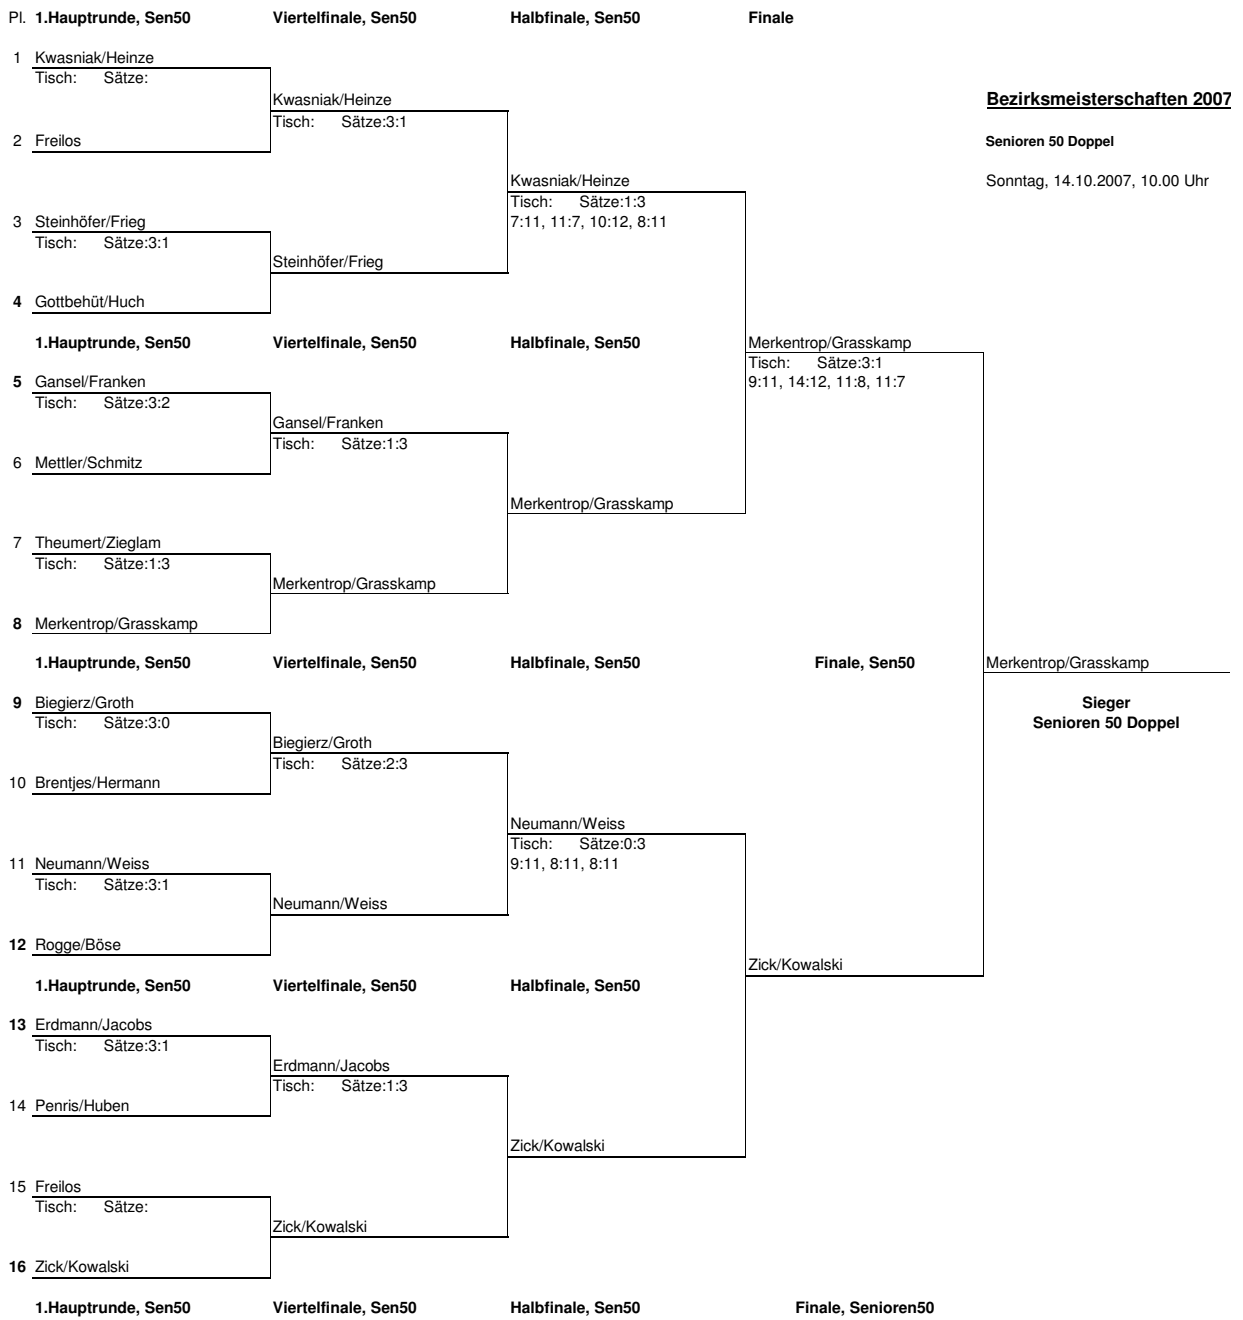 Pl. 1.Hauptrunde, Sen50 Viertelfinale, Sen50 Halbfinale, Sen50 Finale
1 Kwasniak/Heinze
Tisch: Sätze:
Kwasniak/Heinze
Bezirksmeisterschaften 2007
Tisch: Sätze:3:1
2 Freilos
Senioren 50 Doppel
Kwasniak/Heinze
Sonntag, 14.10.2007, 10.00 Uhr
Tisch: Sätze:1:3
3 Steinhöfer/Frieg
7:11, 11:7, 10:12, 8:11
Tisch: Sätze:3:1
Steinhöfer/Frieg
4 Gottbehüt/Huch
1.Hauptrunde, Sen50 Viertelfinale, Sen50 Halbfinale, Sen50
Merkentrop/Grasskamp
Tisch: Sätze:3:1
5 Gansel/Franken
9:11, 14:12, 11:8, 11:7
Tisch: Sätze:3:2
Gansel/Franken
Tisch: Sätze:1:3
6 Mettler/Schmitz
Merkentrop/Grasskamp
7 Theumert/Zieglam
Tisch: Sätze:1:3
Merkentrop/Grasskamp
8 Merkentrop/Grasskamp
1.Hauptrunde, Sen50 Viertelfinale, Sen50 Halbfinale, Sen50 Finale, Sen50
Merkentrop/Grasskamp
9 Biegierz/Groth
Sieger
Tisch: Sätze:3:0
Senioren 50 Doppel
Biegierz/Groth
Tisch: Sätze:2:3
10 Brentjes/Hermann
Neumann/Weiss
Tisch: Sätze:0:3
11 Neumann/Weiss
9:11, 8:11, 8:11
Tisch: Sätze:3:1
Neumann/Weiss
12 Rogge/Böse
Zick/Kowalski
1.Hauptrunde, Sen50 Viertelfinale, Sen50 Halbfinale, Sen50
13 Erdmann/Jacobs
Tisch: Sätze:3:1
Erdmann/Jacobs
Tisch: Sätze:1:3
14 Penris/Huben
Zick/Kowalski
15 Freilos
Tisch: Sätze:
Zick/Kowalski
16 Zick/Kowalski
1.Hauptrunde, Sen50 Viertelfinale, Sen50 Halbfinale, Sen50 Finale, Senioren50